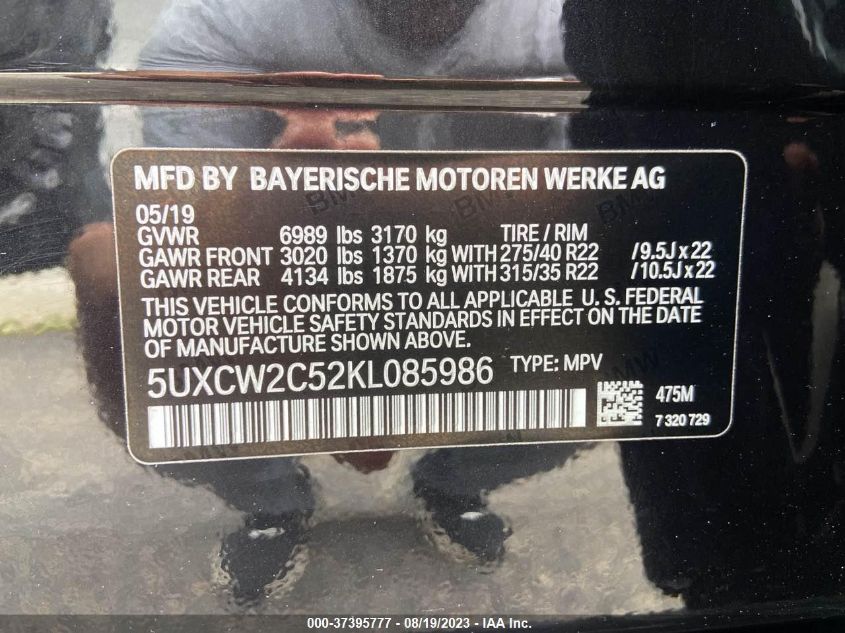 MFD BY BAYERISCHE MOTOREN WERKE AG
05/19
GVWR 6989 lbs 3170 kg TIRE / RIM
GAWR FRONT 3020 lbs 1370 kg WITH 275/40 R22 /9.5J x 22
GAWR REAR 4134 lbs 1875 kg WITH 315/35 R22 /10.5J x 22
THIS VEHICLE CONFORMS TO ALL APPLICABLE U. S. FEDERAL
MOTOR VEHICLE SAFETY STANDARDS IN EFFECT ON THE DATE
OF MANUFACTURE SHOWN ABOVE.
5UXCW2C52KL085986 TYPE: MPV
475M
7 320 729
000-37395777 - 08/19/2023 - IAA Inc.